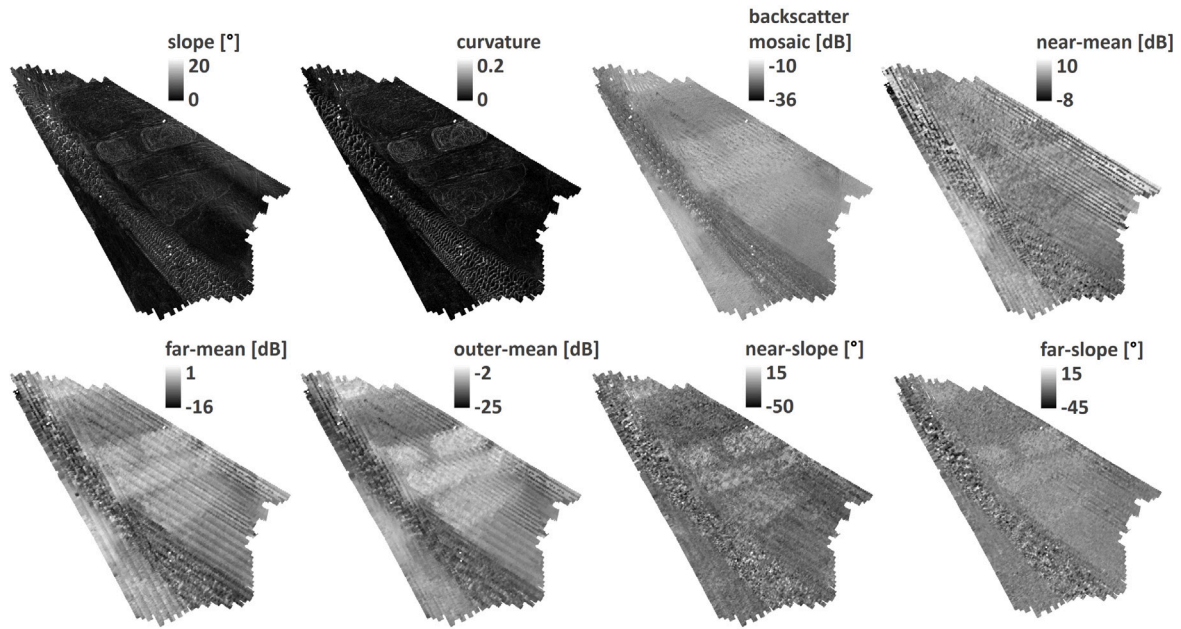 slope [°]
20
0
curvature
0.2
0
backscatter
mosaic [dB]
-10
-36
near-mean [dB]
10
-8
far-mean [dB]
1
-16
outer-mean [dB]
-2
-25
near-slope [°]
15
-50
far-slope [°]
15
-45